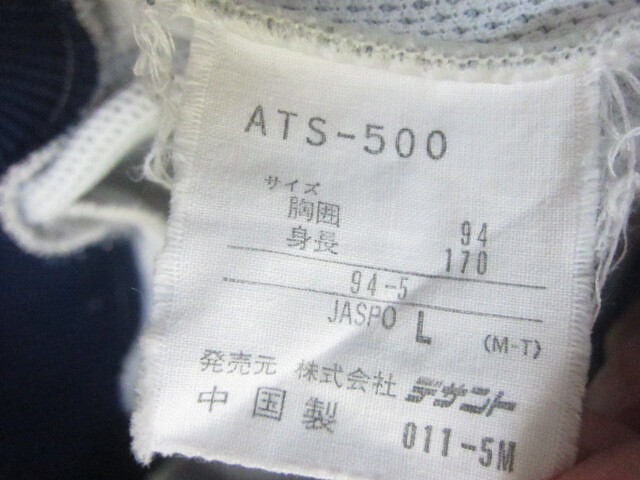 ATS-500
サイズ
胸囲 94
身長 170
94-5
JASPO L (M-T)
発売元 株式会社 デサント
中国製 011-5M